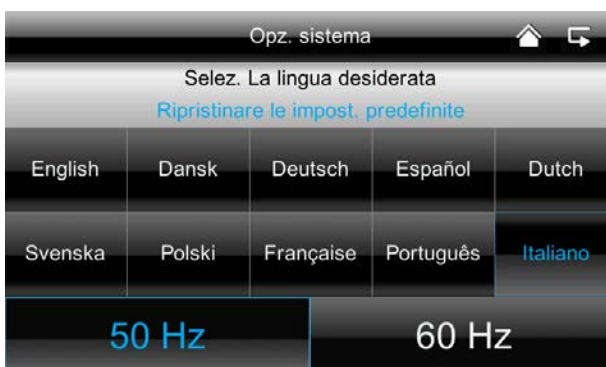 Opz. sistema
Selez. La lingua desiderata
Ripristinare le impost. predefinite
English Dansk Deutsch Español Dutch
Svenska Polski Française Português Italiano
50 Hz 60 Hz